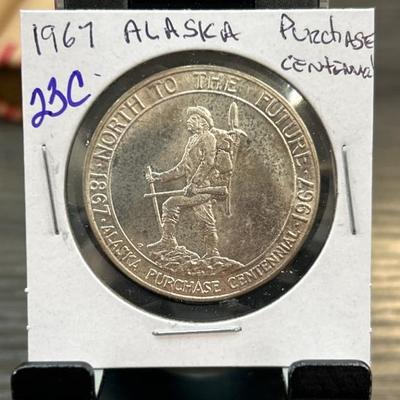 1967 ALASKA PURCHASE
CENTENNIAL
23C.
NORTH TO THE FUTURE
1867 · ALASKA PURCHASE CENTENNIAL · 1967